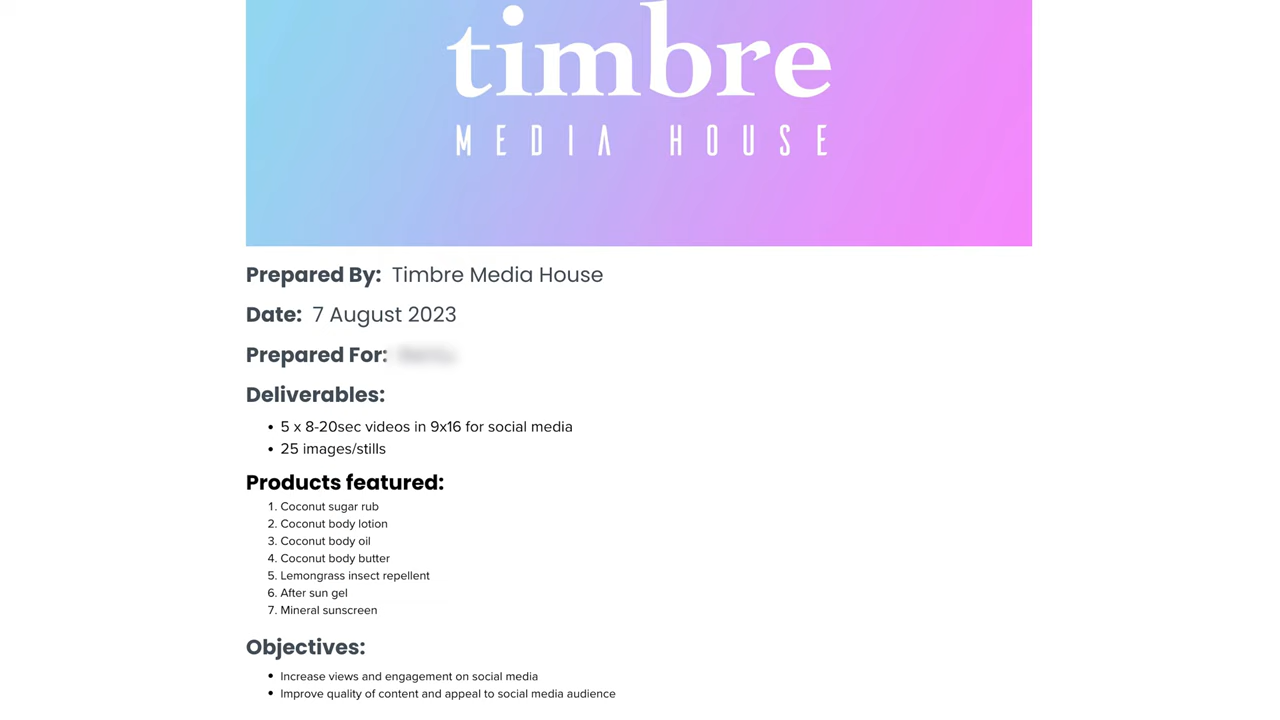 timbre
MEDIA HOUSE
Prepared By: Timbre Media House
Date: 7 August 2023
Prepared For:
Deliverables:
• 5 x 8-20sec videos in 9x16 for social media
• 25 images/stills
Products featured:
1. Coconut sugar rub
2. Coconut body lotion
3. Coconut body oil
4. Coconut body butter
5. Lemongrass insect repellent
6. After sun gel
7. Mineral sunscreen
Objectives:
• Increase views and engagement on social media
• Improve quality of content and appeal to social media audience